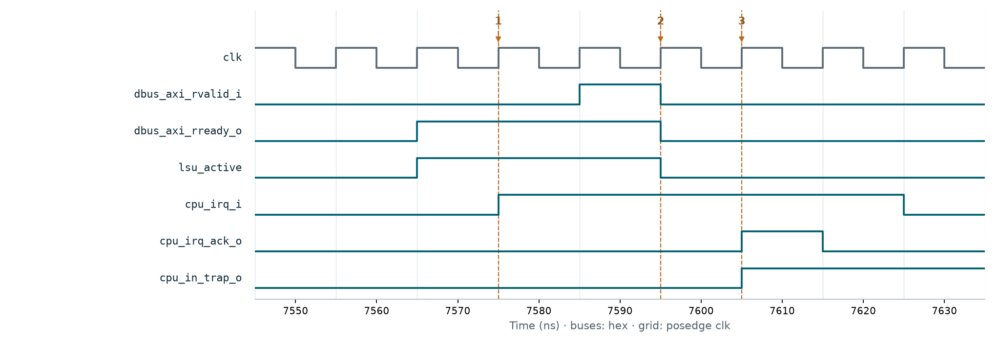 1 2 3
clk
dbus_axi_rvalid_i
dbus_axi_rready_o
lsu_active
cpu_irq_i
cpu_irq_ack_o
cpu_in_trap_o
7550 7560 7570 7580 7590 7600 7610 7620 7630
Time (ns) · buses: hex · grid: posedge clk